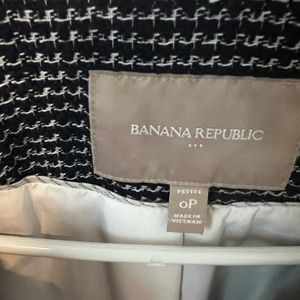 BANANA REPUBLIC
PETITE
0P
MADE IN
VIETNAM